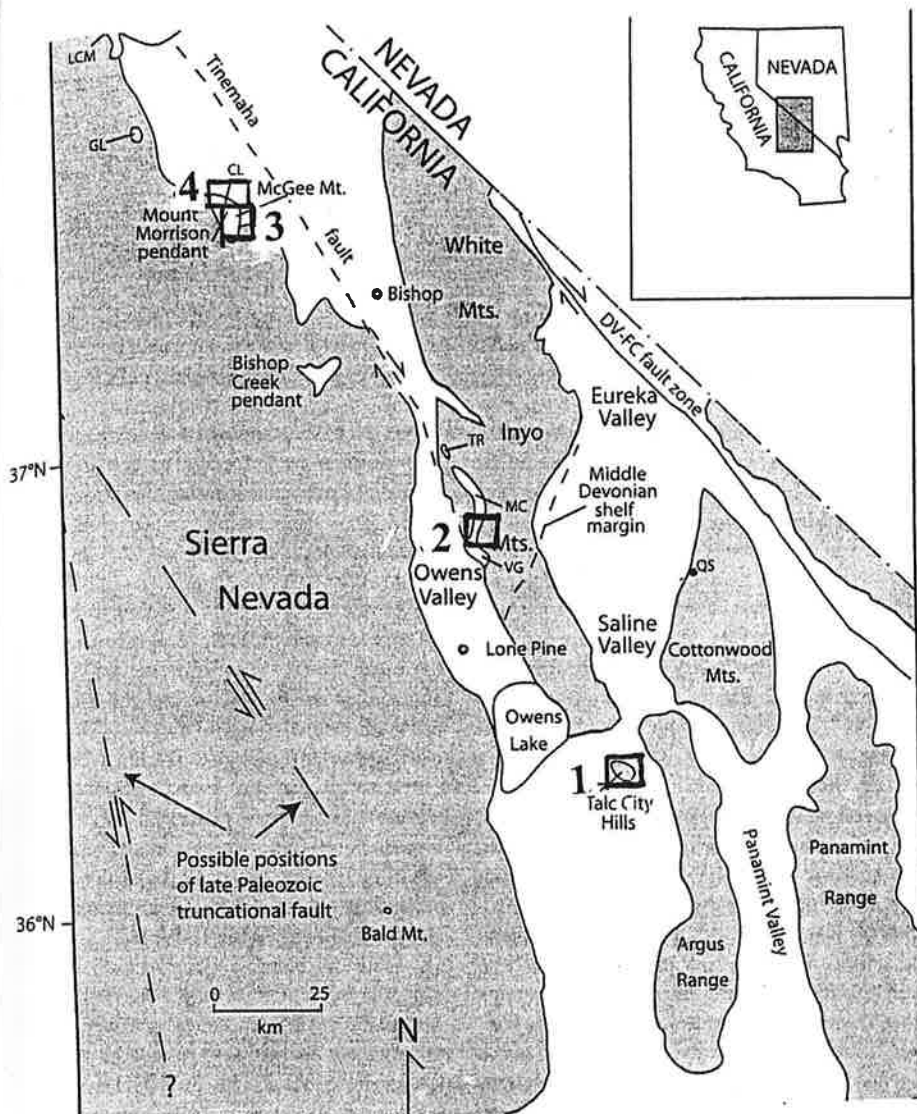 LCM
Tinemaha
fault
NEVADA
CALIFORNIA
CALIFORNIA
NEVADA
GL
CL
4
McGee Mt.
Mount
Morrison
pendant
3
White
Mts.
Bishop
DV-FC fault zone
Bishop
Creek
pendant
Eureka
Valley
TR
Inyo
37°N
Middle
Devonian
shelf
margin
MC
2
Mts.
Sierra
Nevada
VG
Owens
Valley
QS
Saline
Valley
Lone Pine
Cottonwood
Mts.
Owens
Lake
1
Talc City
Hills
Possible positions
of late Paleozoic
truncational fault
Panamint
Range
Panamint Valley
36°N
Bald Mt.
Argus
Range
0 25
km
N
?